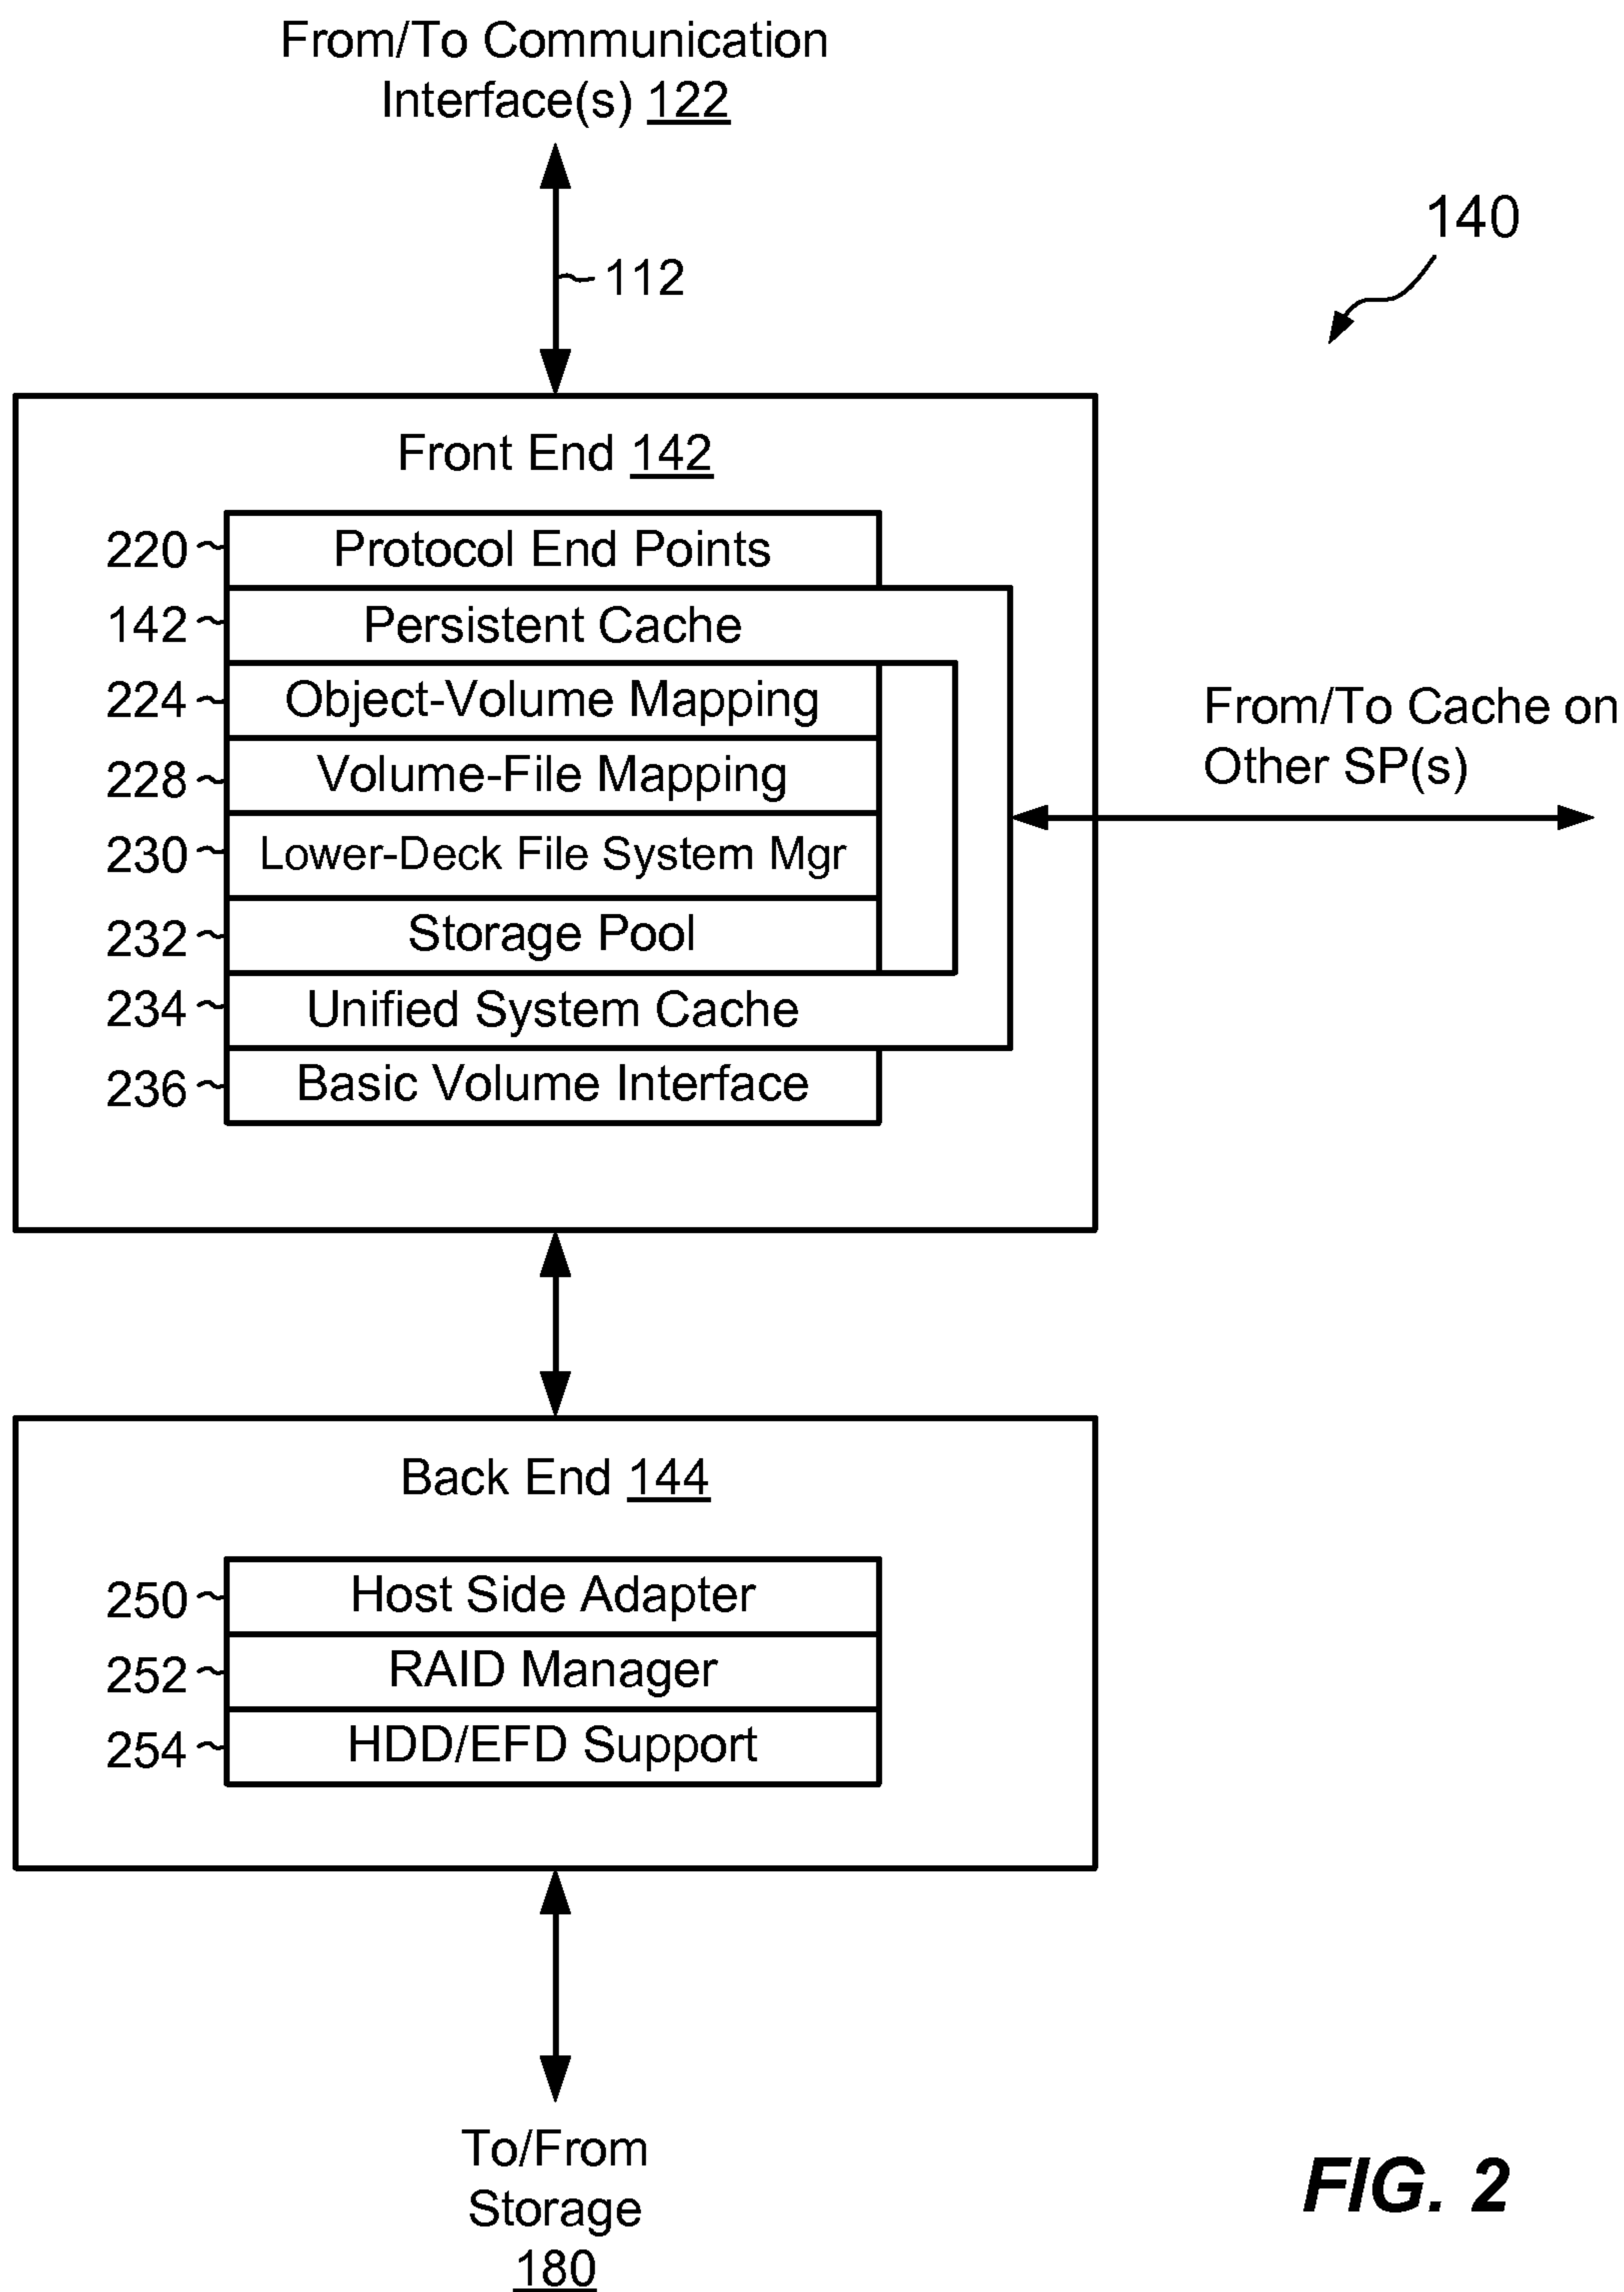 From/To Communication
Interface(s) 122
112
140
Front End 142
220 Protocol End Points
142 Persistent Cache
224 Object-Volume Mapping
228 Volume-File Mapping
230 Lower-Deck File System Mgr
232 Storage Pool
234 Unified System Cache
236 Basic Volume Interface
From/To Cache on
Other SP(s)
Back End 144
250 Host Side Adapter
252 RAID Manager
254 HDD/EFD Support
To/From
Storage
180
FIG. 2